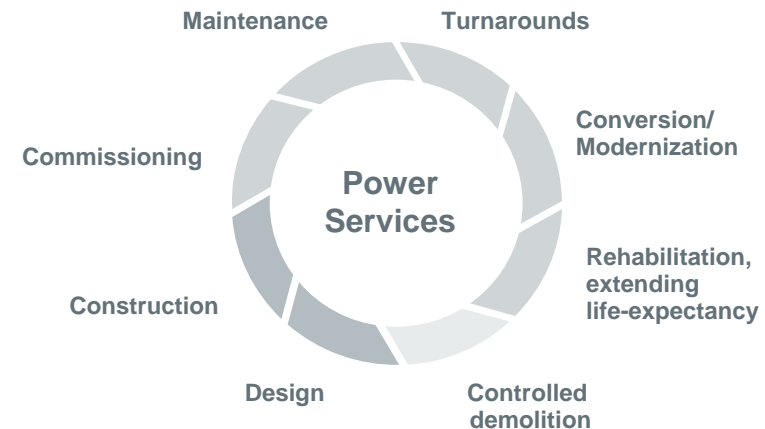 Maintenance
Turnarounds
Conversion/
Modernization
Commissioning
Power
Services
Rehabilitation,
extending
life-expectancy
Construction
Design
Controlled
demolition